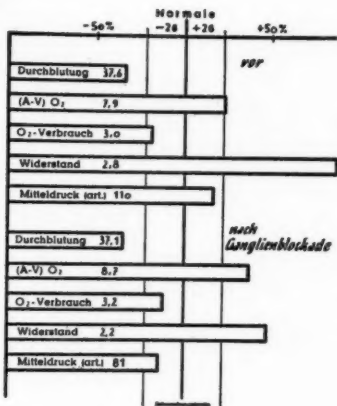 Normale
-50% -2σ +2σ +50%
vor
Durchblutung 37,6
(A-V) O₂ 7,9
O₂-Verbrauch 3,0
Widerstand 2,8
Mitteldruck (art.) 110
nach
Ganglienblockade
Durchblutung 37,1
(A-V) O₂ 8,7
O₂-Verbrauch 3,2
Widerstand 2,2
Mitteldruck (art.) 81